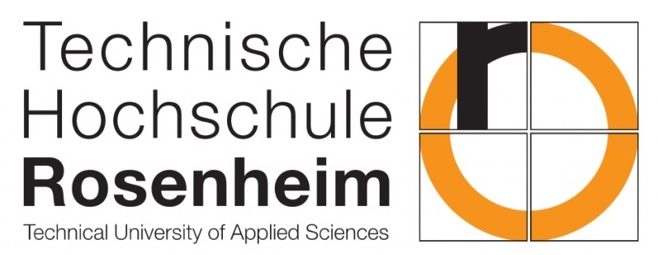 Technische
Hochschule
Rosenheim
Technical University of Applied Sciences
r